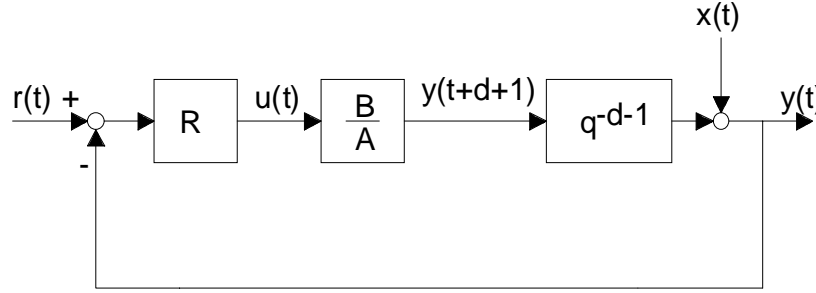 x(t)
r(t) + u(t) B y(t+d+1) y(t)
R A q-d-1
-